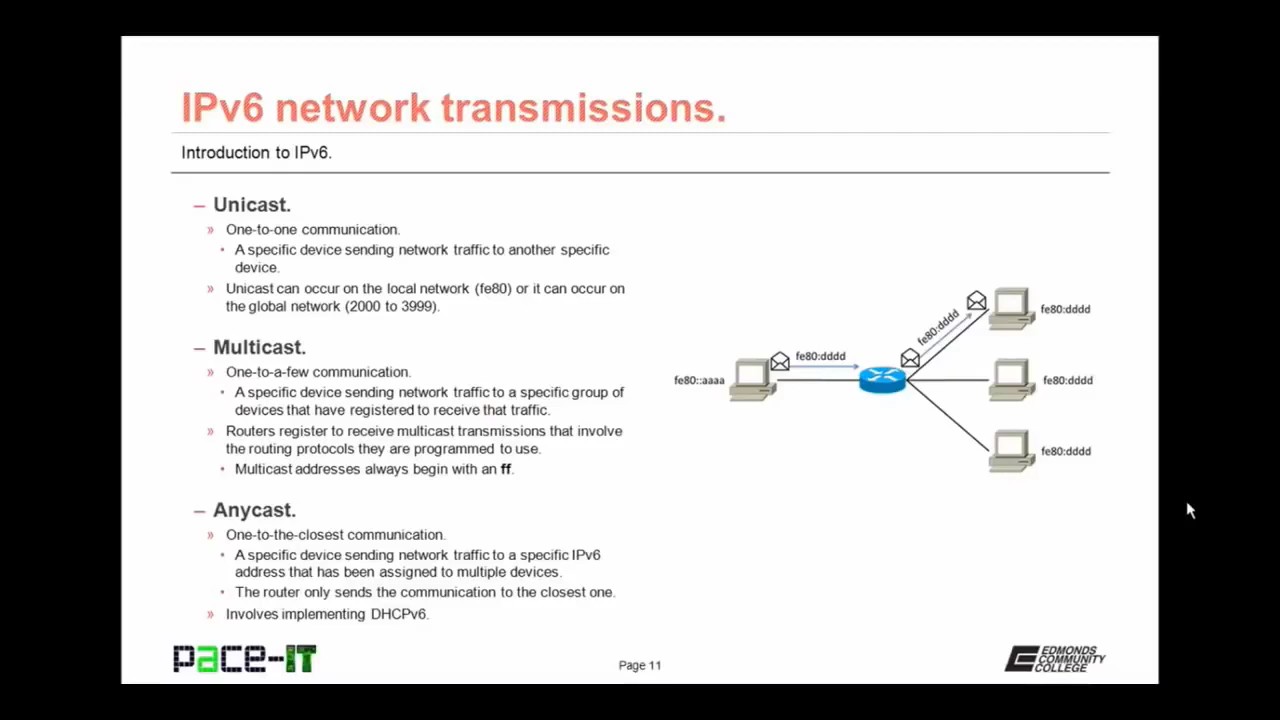 IPv6 network transmissions.
Introduction to IPv6.
– Unicast.
» One-to-one communication.
• A specific device sending network traffic to another specific
device.
» Unicast can occur on the local network (fe80) or it can occur on
the global network (2000 to 3999).
– Multicast.
» One-to-a-few communication.
• A specific device sending network traffic to a specific group of
devices that have registered to receive that traffic.
» Routers register to receive multicast transmissions that involve
the routing protocols they are programmed to use.
• Multicast addresses always begin with an ff.
– Anycast.
» One-to-the-closest communication.
• A specific device sending network traffic to a specific IPv6
address that has been assigned to multiple devices.
• The router only sends the communication to the closest one.
» Involves implementing DHCPv6.
fe80::aaaa
fe80:dddd
fe80:dddd
fe80:dddd
fe80:dddd
fe80:dddd
pace-IT
Page 11
EDMONDS
COMMUNITY
COLLEGE